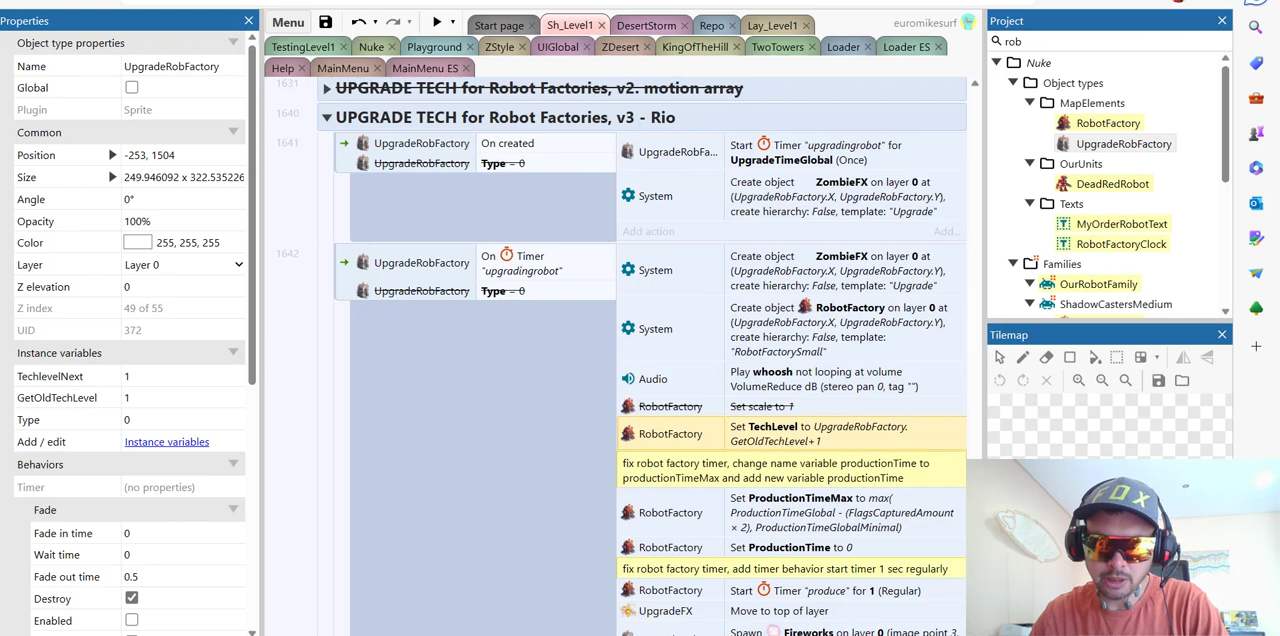 Properties
Object type properties
Name UpgradeRobFactory
Global
Plugin Sprite
Common
Position -253, 1504
Size 249.946092 x 322.535226
Angle 0°
Opacity 100%
Color 255, 255, 255
Layer Layer 0
Z elevation 0
Z index 49 of 55
UID 372
Instance variables
TechlevelNext 1
GetOldTechLevel 1
Type 0
Add / edit Instance variables
Behaviors
Timer (no properties)
Fade
Fade in time 0
Wait time 0
Fade out time 0.5
Destroy
Enabled
Menu
Start page Sh_Level1 DesertStorm Repo Lay_Level1
euromikesurf
TestingLevel1 Nuke Playground ZStyle UIGlobal ZDesert KingOfTheHill TwoTowers Loader Loader ES
Help MainMenu MainMenu ES
1631 UPGRADE TECH for Robot Factories, v2. motion array
1640 UPGRADE TECH for Robot Factories, v3 - Rio
1641
UpgradeRobFactory On created
UpgradeRobFactory Type = 0
UpgradeRobFa... Start Timer "upgradingrobot" for
UpgradeTimeGlobal (Once)
System Create object ZombieFX on layer 0 at
(UpgradeRobFactory.X, UpgradeRobFactory.Y),
create hierarchy: False, template: "Upgrade"
Add action Add...
1642
UpgradeRobFactory On Timer
"upgradingrobot"
UpgradeRobFactory Type = 0
System Create object ZombieFX on layer 0 at
(UpgradeRobFactory.X, UpgradeRobFactory.Y),
create hierarchy: False, template: "Upgrade"
System Create object RobotFactory on layer 0 at
(UpgradeRobFactory.X, UpgradeRobFactory.Y),
create hierarchy: False, template:
"RobotFactorySmall"
Audio Play whoosh not looping at volume
VolumeReduce dB (stereo pan 0, tag "")
RobotFactory Set scale to 1
RobotFactory Set TechLevel to UpgradeRobFactory.
GetOldTechLevel+1
fix robot factory timer, change name variable productionTime to
productionTimeMax and add new variable productionTime
RobotFactory Set ProductionTimeMax to max(
ProductionTimeGlobal - (FlagsCapturedAmount
× 2), ProductionTimeGlobalMinimal)
RobotFactory Set ProductionTime to 0
fix robot factory timer, add timer behavior start timer 1 sec regularly
RobotFactory Start Timer "produce" for 1 (Regular)
UpgradeFX Move to top of layer
Spawn Fireworks on layer 0 (image point 3,
Project
rob
Nuke
Object types
MapElements
RobotFactory
UpgradeRobFactory
OurUnits
DeadRedRobot
Texts
MyOrderRobotText
RobotFactoryClock
Families
OurRobotFamily
ShadowCastersMedium
Tilemap
FOX